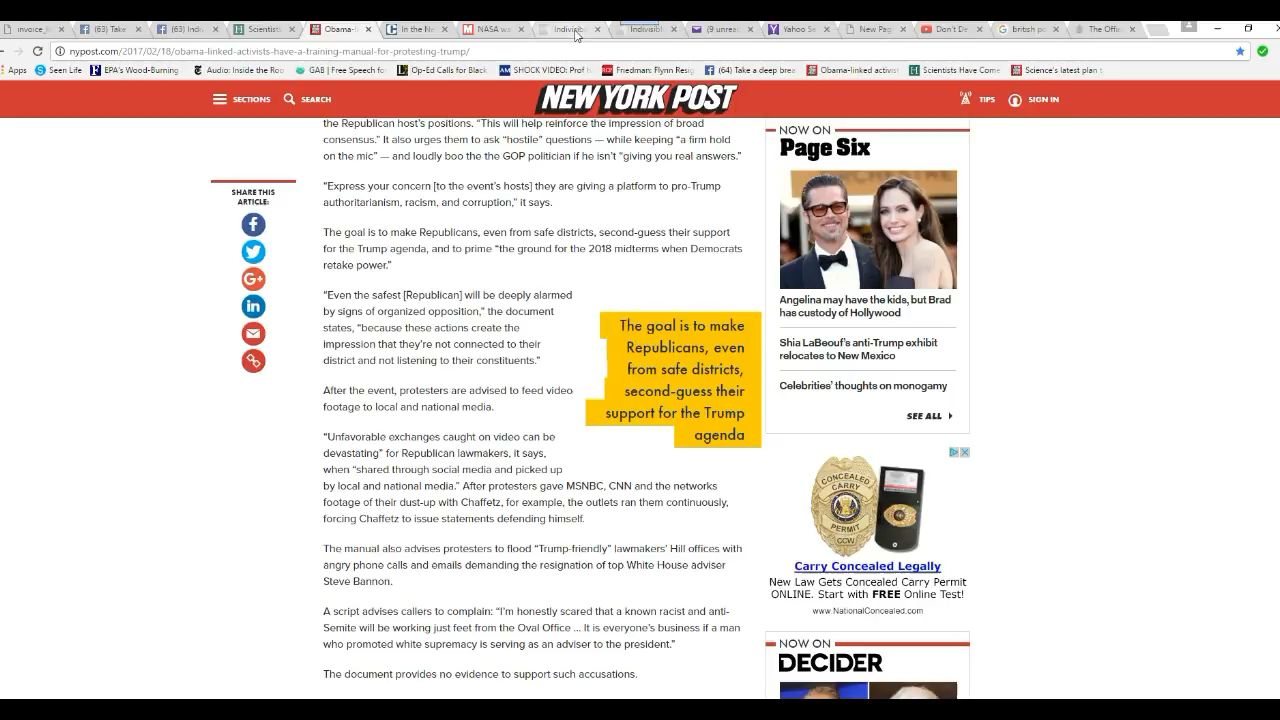 invoice_
(63) Take
(63) Indi
Scientists
Obama-l
In the Ne
NASA w
Indivisib
Indivisibl
(9 unrea
Yahoo Se
New Pag
Don't De
british p
The Offi
nypost.com/2017/02/18/obama-linked-activists-have-a-training-manual-for-protesting-trump/
Apps
Seen Life
EPA's Wood-Burning
Audio: Inside the Roo
GAB | Free Speech fo
Op-Ed Calls for Black
SHOCK VIDEO: Prof
Friedman: Flynn Resig
(64) Take a deep brea
Obama-linked activis
Scientists Have Come
Science's latest plan t
SECTIONS
SEARCH
NEW YORK POST
TIPS
SIGN IN
the Republican host's positions. “This will help reinforce the impression of broad
consensus.” It also urges them to ask “hostile” questions — while keeping “a firm hold
on the mic” — and loudly boo the the GOP politician if he isn't “giving you real answers.”
“Express your concern [to the event's hosts] they are giving a platform to pro-Trump
authoritarianism, racism, and corruption,” it says.
The goal is to make Republicans, even from safe districts, second-guess their support
for the Trump agenda, and to prime “the ground for the 2018 midterms when Democrats
retake power.”
“Even the safest [Republican] will be deeply alarmed
by signs of organized opposition,” the document
states, “because these actions create the
impression that they're not connected to their
district and not listening to their constituents.”
After the event, protesters are advised to feed video
footage to local and national media.
“Unfavorable exchanges caught on video can be
devastating” for Republican lawmakers, it says,
when “shared through social media and picked up
by local and national media.” After protesters gave MSNBC, CNN and the networks
footage of their dust-up with Chaffetz, for example, the outlets ran them continuously,
forcing Chaffetz to issue statements defending himself.
The manual also advises protesters to flood “Trump-friendly” lawmakers' Hill offices with
angry phone calls and emails demanding the resignation of top White House adviser
Steve Bannon.
A script advises callers to complain: “I'm honestly scared that a known racist and anti-
Semite will be working just feet from the Oval Office ... It is everyone's business if a man
who promoted white supremacy is serving as an adviser to the president.”
The document provides no evidence to support such accusations.
SHARE THIS
ARTICLE:
The goal is to make
Republicans, even
from safe districts,
second-guess their
support for the Trump
agenda
NOW ON
Page Six
Angelina may have the kids, but Brad
has custody of Hollywood
Shia LaBeouf's anti-Trump exhibit
relocates to New Mexico
Celebrities' thoughts on monogamy
SEE ALL
CONCEALED
CARRY
PERMIT
CCW
Carry Concealed Legally
New Law Gets Concealed Carry Permit
ONLINE. Start with FREE Online Test!
www.NationalConcealed.com
NOW ON
DECIDER